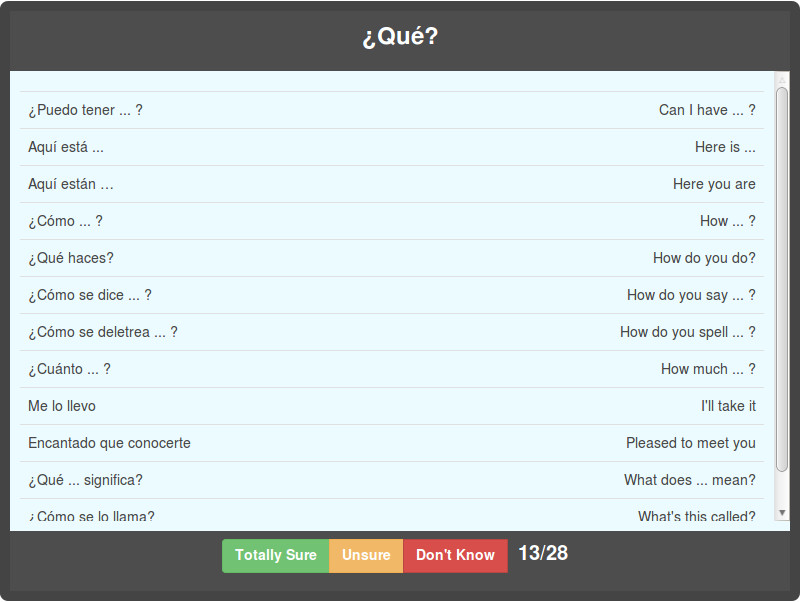 ¿Qué?
¿Puedo tener ... ? Can I have ... ?
Aquí está ... Here is ...
Aquí están … Here you are
¿Cómo ... ? How ... ?
¿Qué haces? How do you do?
¿Cómo se dice ... ? How do you say ... ?
¿Cómo se deletrea ... ? How do you spell ... ?
¿Cuánto ... ? How much ... ?
Me lo llevo I'll take it
Encantado que conocerte Pleased to meet you
¿Qué ... significa? What does ... mean?
¿Cómo se lo llama? What's this called?
Totally Sure Unsure Don't Know 13/28